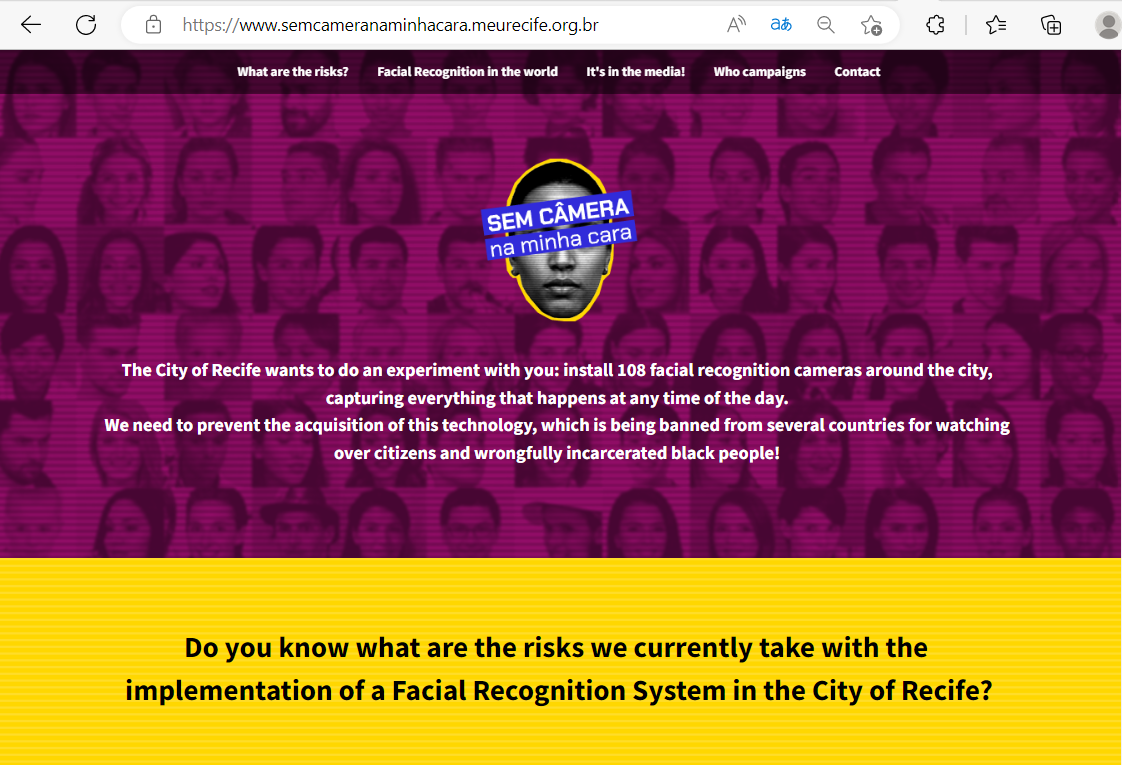 https://www.semcameranaminhacara.meurecife.org.br
What are the risks? Facial Recognition in the world It's in the media! Who campaigns Contact
SEM CÂMERA
na minha cara
The City of Recife wants to do an experiment with you: install 108 facial recognition cameras around the city,
capturing everything that happens at any time of the day.
We need to prevent the acquisition of this technology, which is being banned from several countries for watching
over citizens and wrongfully incarcerated black people!
Do you know what are the risks we currently take with the
implementation of a Facial Recognition System in the City of Recife?